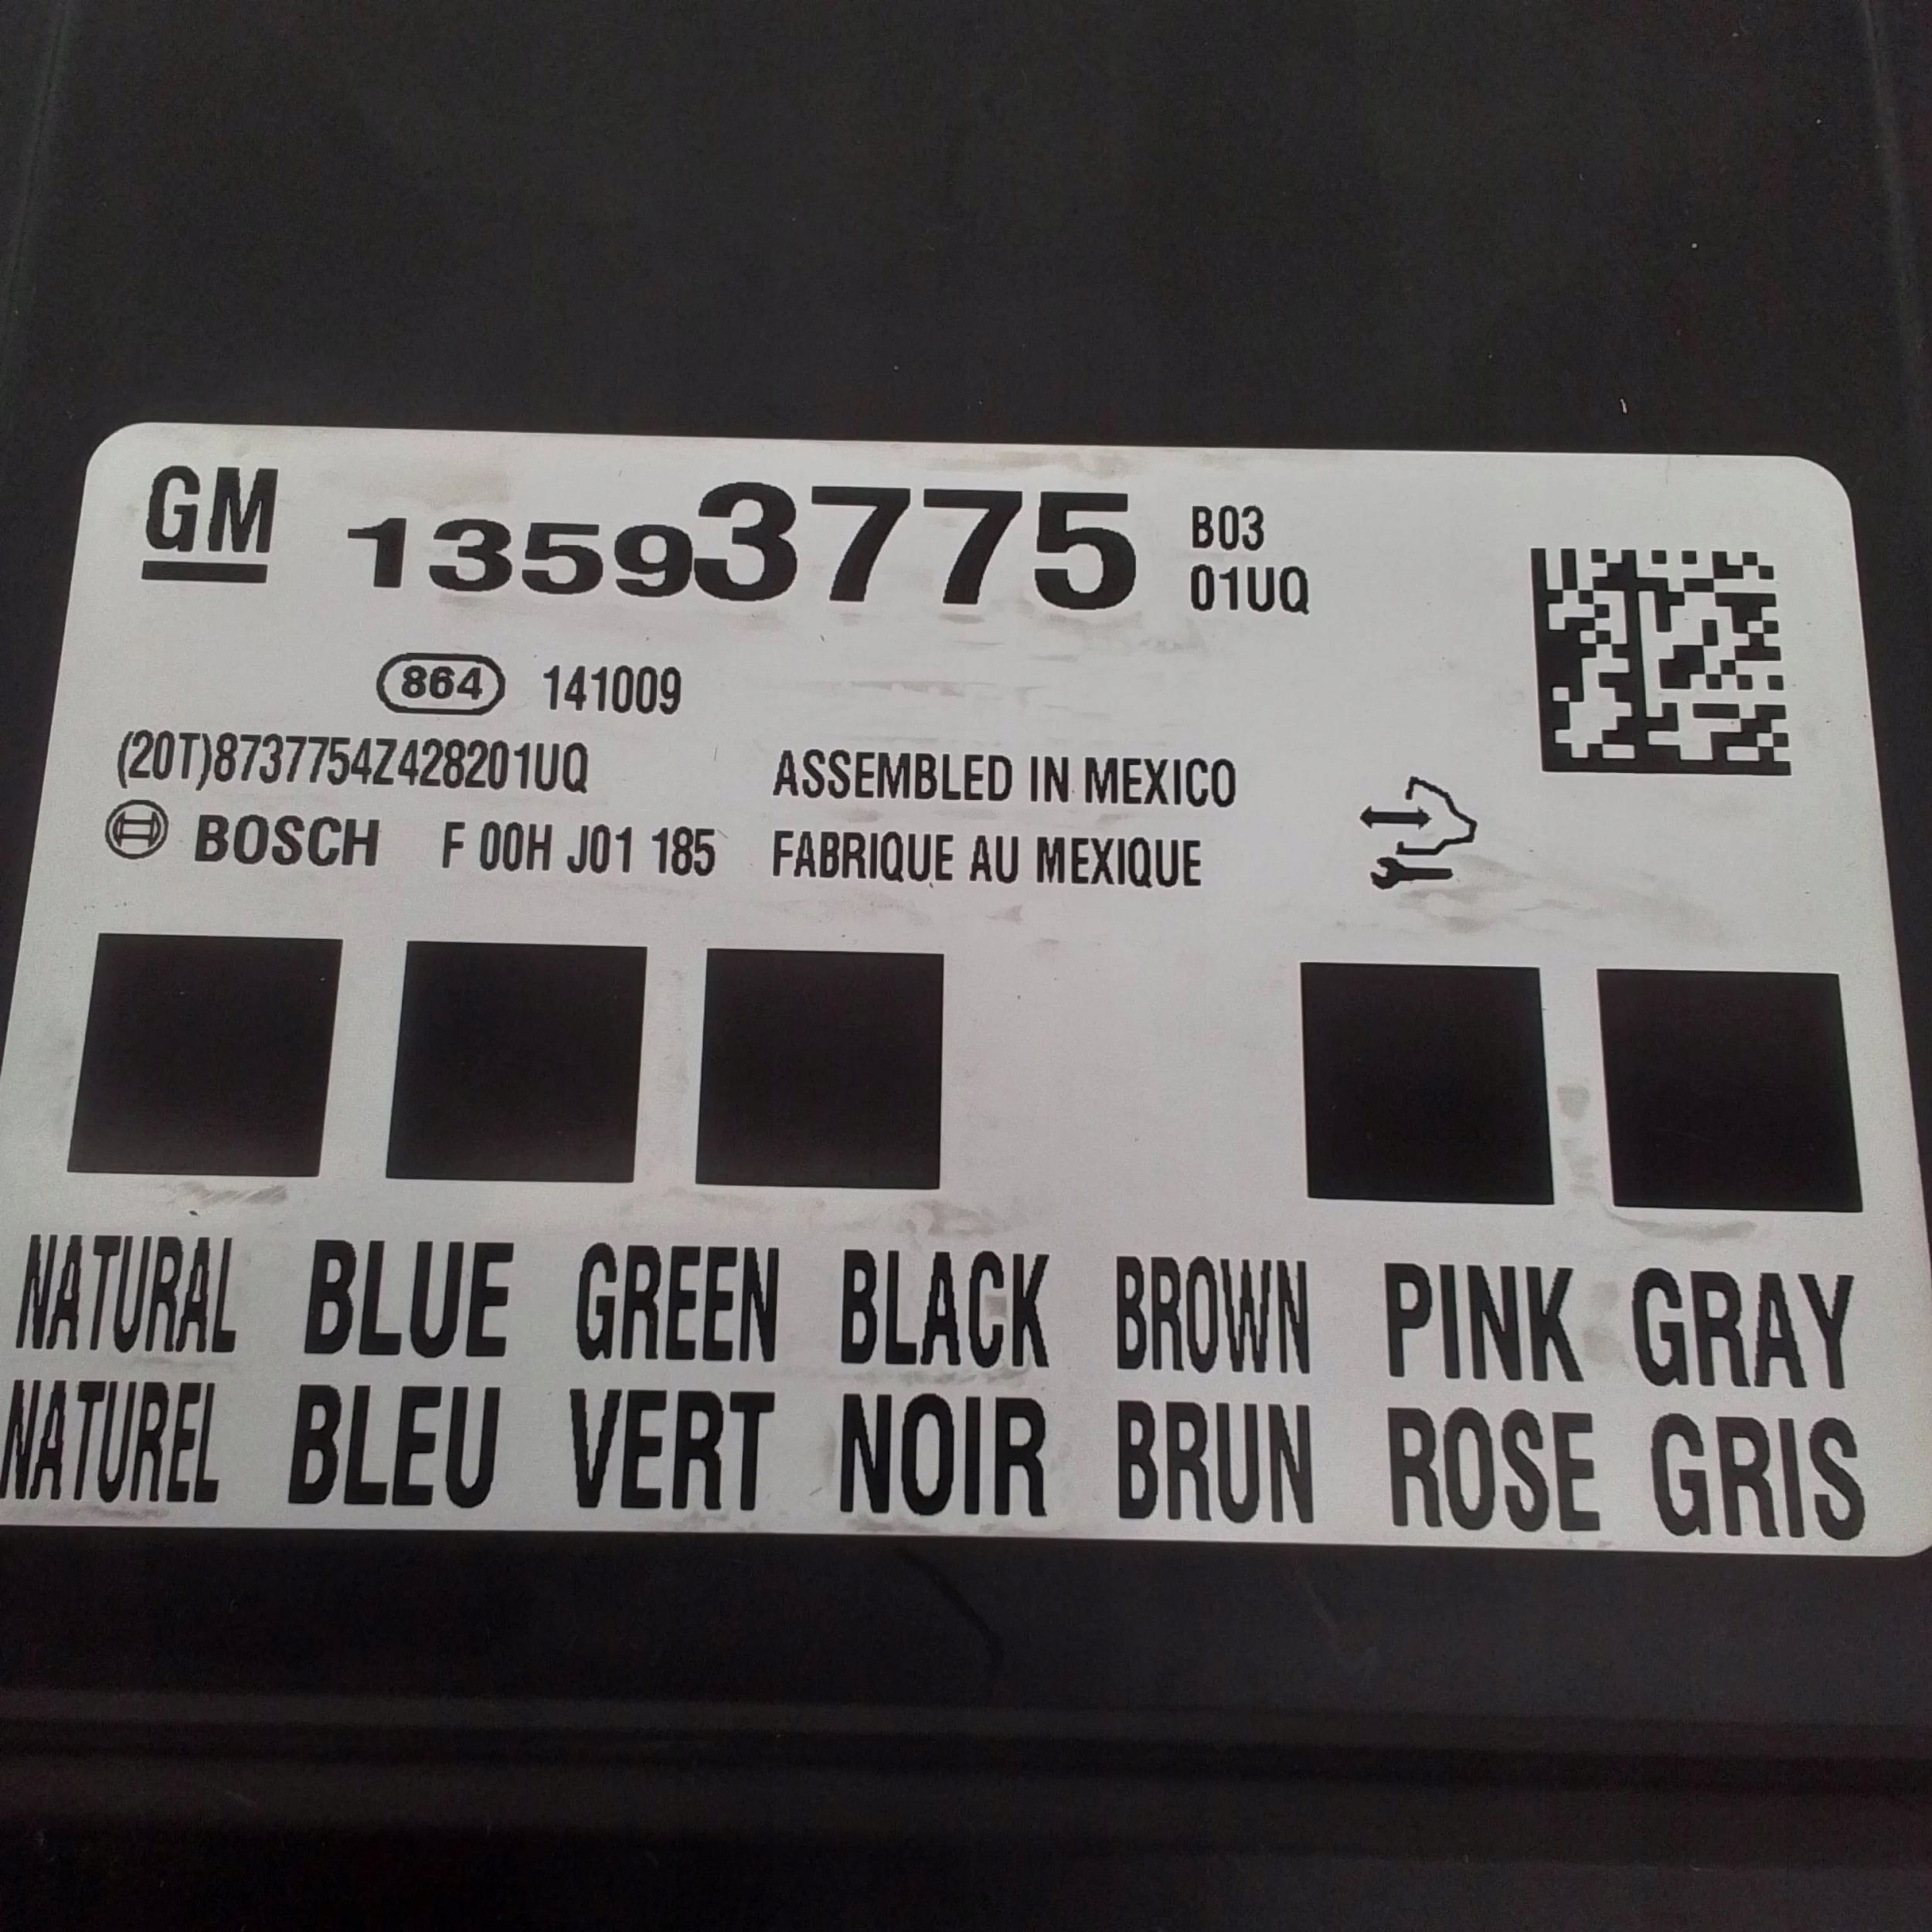 GM 13593775 B03
01UQ
864 141009
(20T)8737754Z428201UQ ASSEMBLED IN MEXICO
BOSCH F 00H J01 185 FABRIQUE AU MEXIQUE
NATURAL BLUE GREEN BLACK BROWN PINK GRAY
NATUREL BLEU VERT NOIR BRUN ROSE GRIS